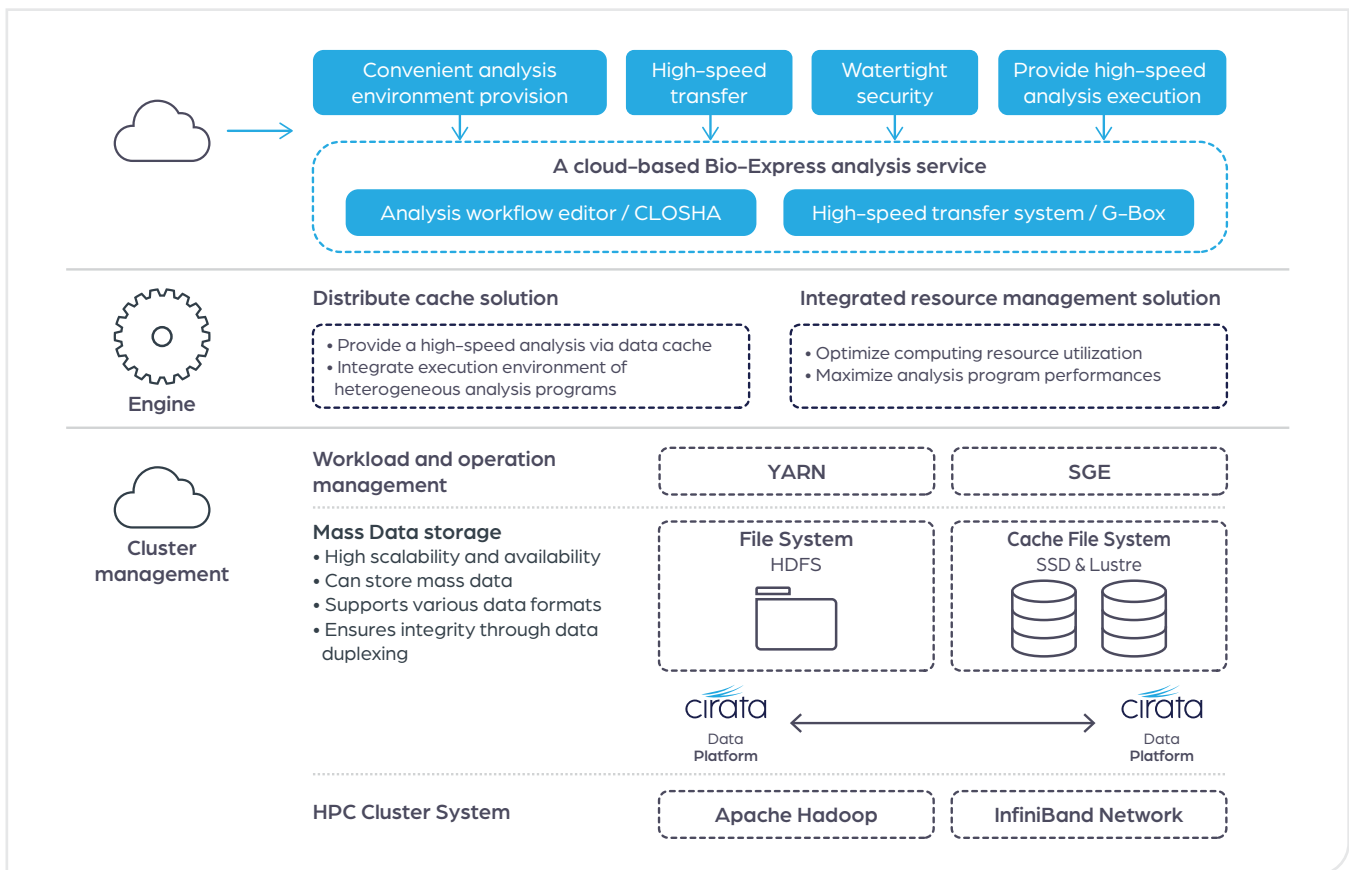 Convenient analysis
environment provision
High-speed
transfer
Watertight
security
Provide high-speed
analysis execution
A cloud-based Bio-Express analysis service
Analysis workflow editor / CLOSHA
High-speed transfer system / G-Box
Engine
Distribute cache solution
• Provide a high-speed analysis via data cache
• Integrate execution environment of
heterogeneous analysis programs
Integrated resource management solution
• Optimize computing resource utilization
• Maximize analysis program performances
Cluster
management
Workload and operation
management
YARN
SGE
Mass Data storage
• High scalability and availability
• Can store mass data
• Supports various data formats
• Ensures integrity through data
duplexing
File System
HDFS
Cache File System
SSD & Lustre
cirata
Data
Platform
cirata
Data
Platform
HPC Cluster System
Apache Hadoop
InfiniBand Network